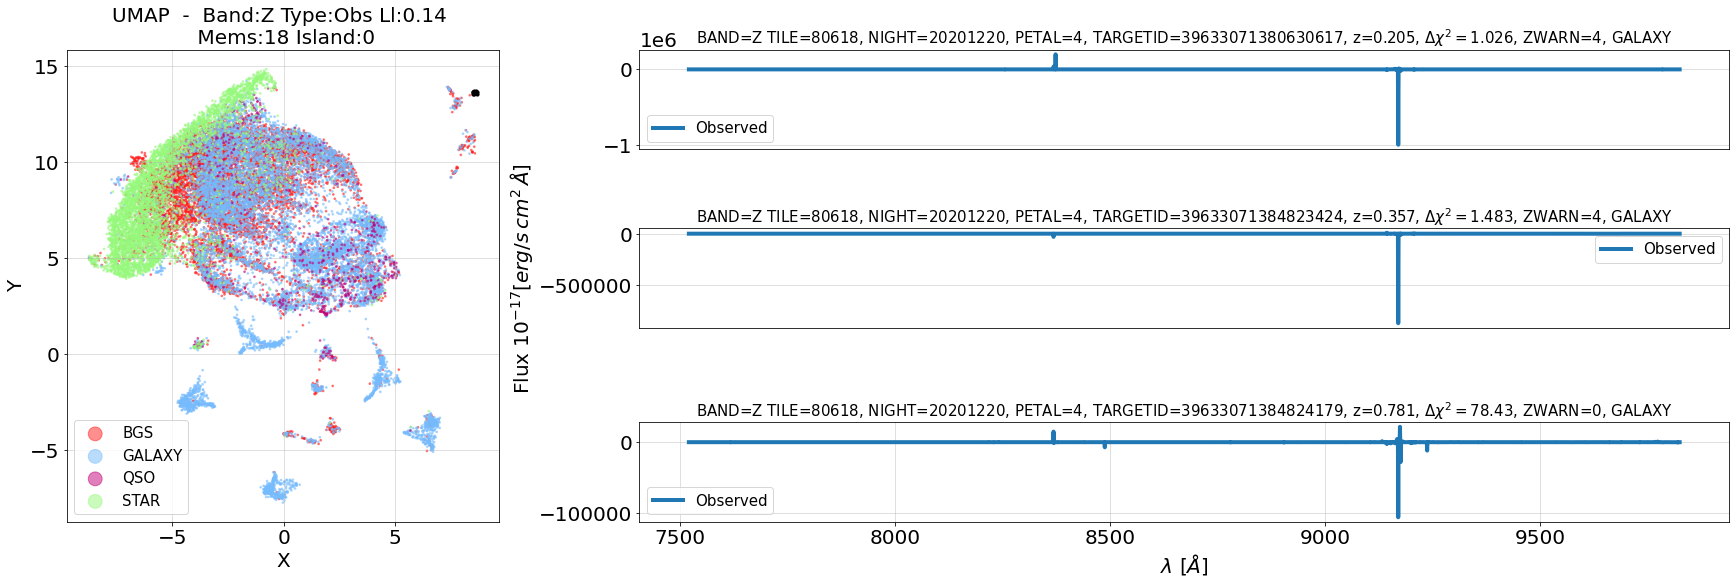 UMAP - Band:Z Type:Obs Ll:0.14
Mems:18 Island:0
15
10
5
0
−5
Y
BGS
GALAXY
QSO
STAR
−5
0
5
X
Flux 10⁻¹⁷[erg/s cm² Å]
1e6
BAND=Z TILE=80618, NIGHT=20201220, PETAL=4, TARGETID=39633071380630617, z=0.205, Δχ² = 1.026, ZWARN=4, GALAXY
0
−1
Observed
BAND=Z TILE=80618, NIGHT=20201220, PETAL=4, TARGETID=39633071384823424, z=0.357, Δχ² = 1.483, ZWARN=4, GALAXY
0
−500000
Observed
BAND=Z TILE=80618, NIGHT=20201220, PETAL=4, TARGETID=39633071384824179, z=0.781, Δχ² = 78.43, ZWARN=0, GALAXY
0
−100000
Observed
7500
8000
8500
9000
9500
λ [Å]